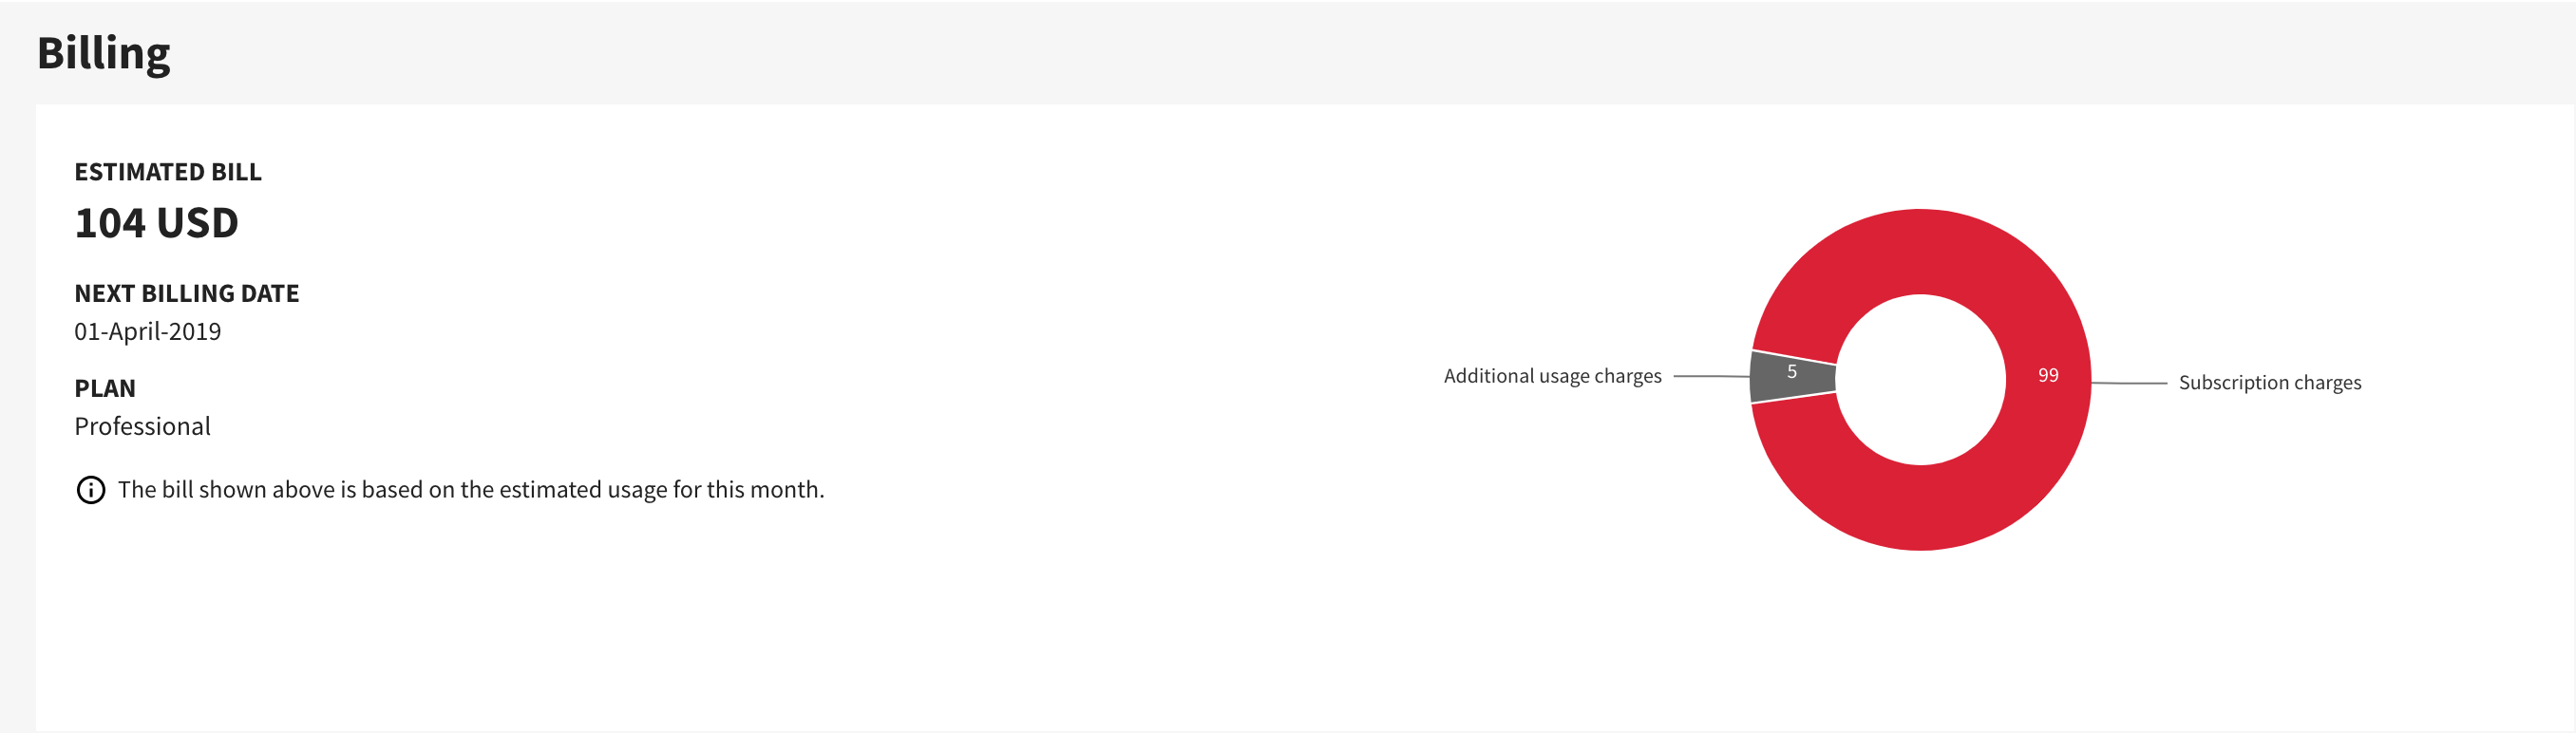 Billing
ESTIMATED BILL
104 USD
NEXT BILLING DATE
01-April-2019
PLAN
Professional
The bill shown above is based on the estimated usage for this month.
Additional usage charges
5
99
Subscription charges